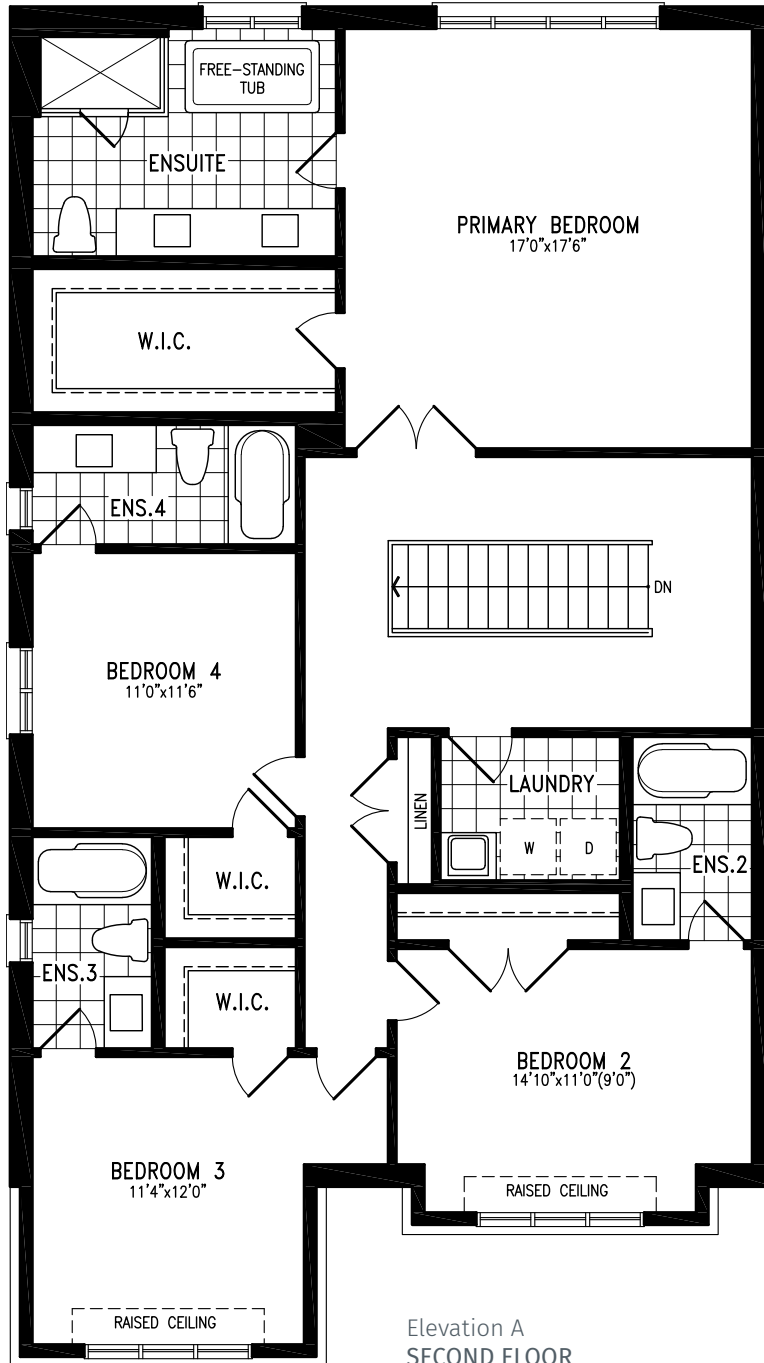 FREE-STANDING
TUB
ENSUITE
PRIMARY BEDROOM
17'0"x17'6"
W.I.C.
ENS.4
DN
BEDROOM 4
11'0"x11'6"
LAUNDRY
LINEN
W
D
ENS.2
W.I.C.
ENS.3
W.I.C.
BEDROOM 2
14'10"x11'0"(9'0")
BEDROOM 3
11'4"x12'0"
RAISED CEILING
RAISED CEILING
Elevation A
SECOND FLOOR